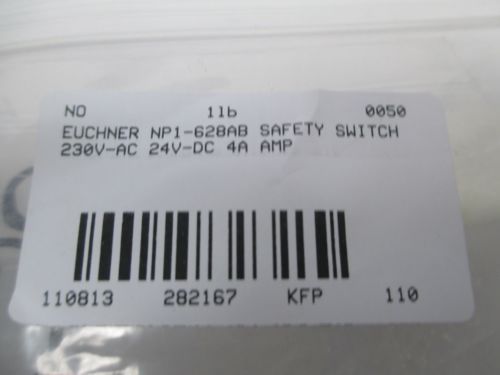 NO 1lb 0050
EUCHNER NP1-628AB SAFETY SWITCH
230V-AC 24V-DC 4A AMP
110813 282167 KFP 110